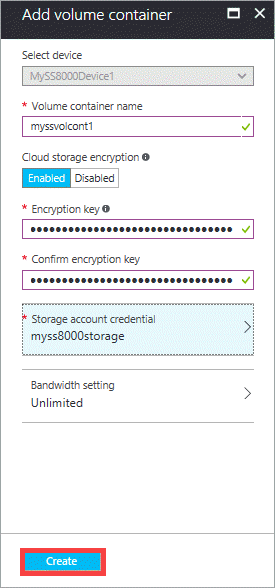 Add volume container
Select device
MySS8000Device1
* Volume container name
myssvolcont1
Cloud storage encryption
Enabled Disabled
* Encryption key
••••••••••••••••••••••••••••••••
* Confirm encryption key
••••••••••••••••••••••••••••••••
* Storage account credential
myss8000storage
Bandwidth setting
Unlimited
Create